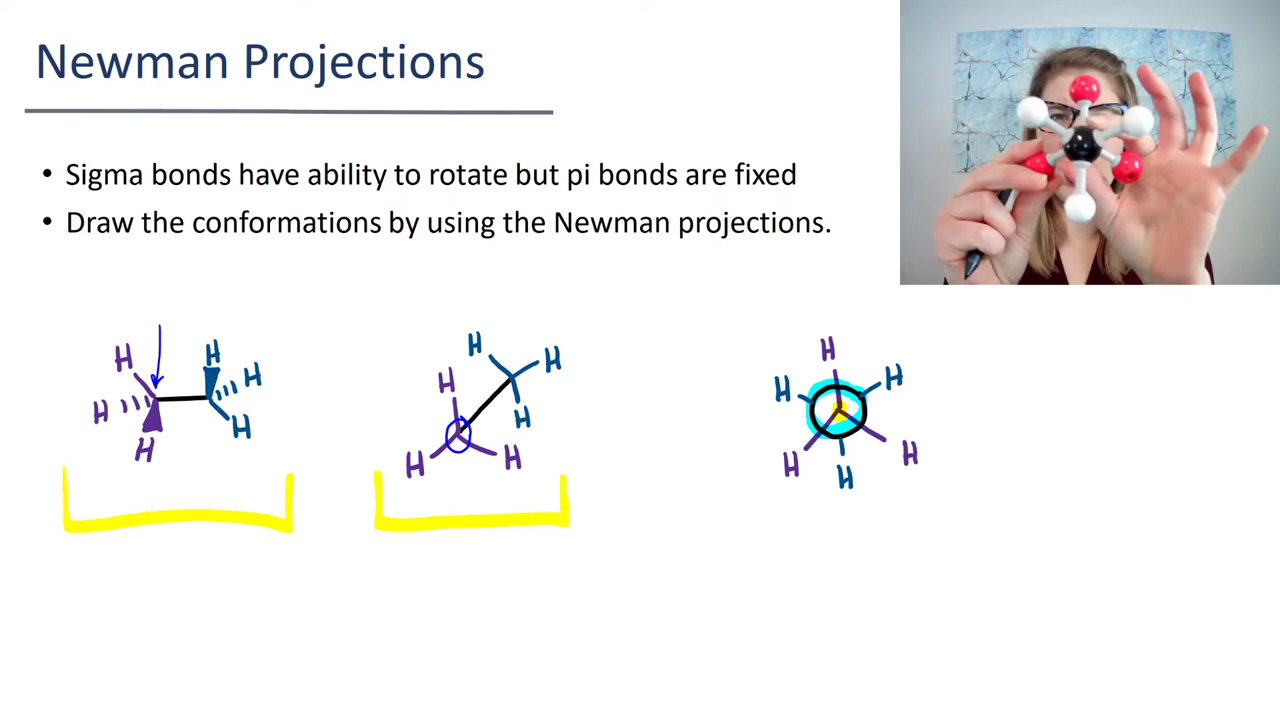 Newman Projections
• Sigma bonds have ability to rotate but pi bonds are fixed
• Draw the conformations by using the Newman projections.
H H H
H H H
H H H
H H H
H H H
H H H